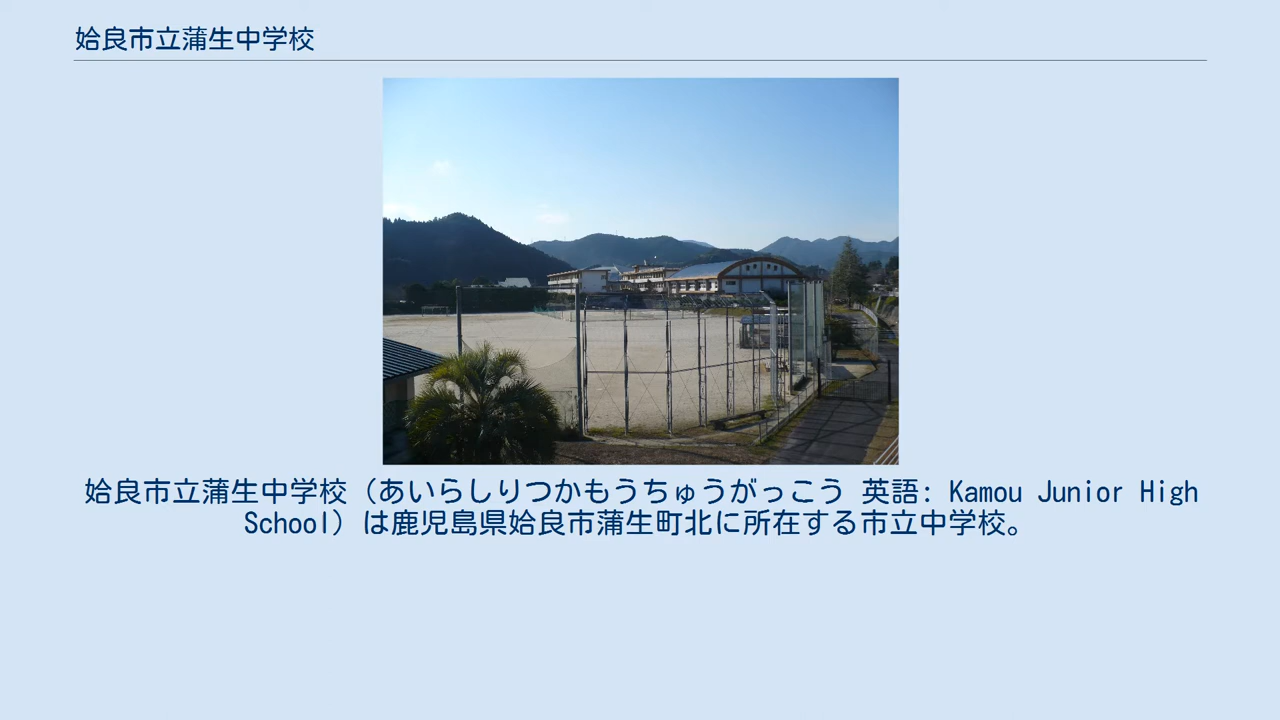 姶良市立蒲生中学校
姶良市立蒲生中学校（あいらしりつかもうちゅうがっこう 英語: Kamou Junior High
School）は鹿児島県姶良市蒲生町北に所在する市立中学校。